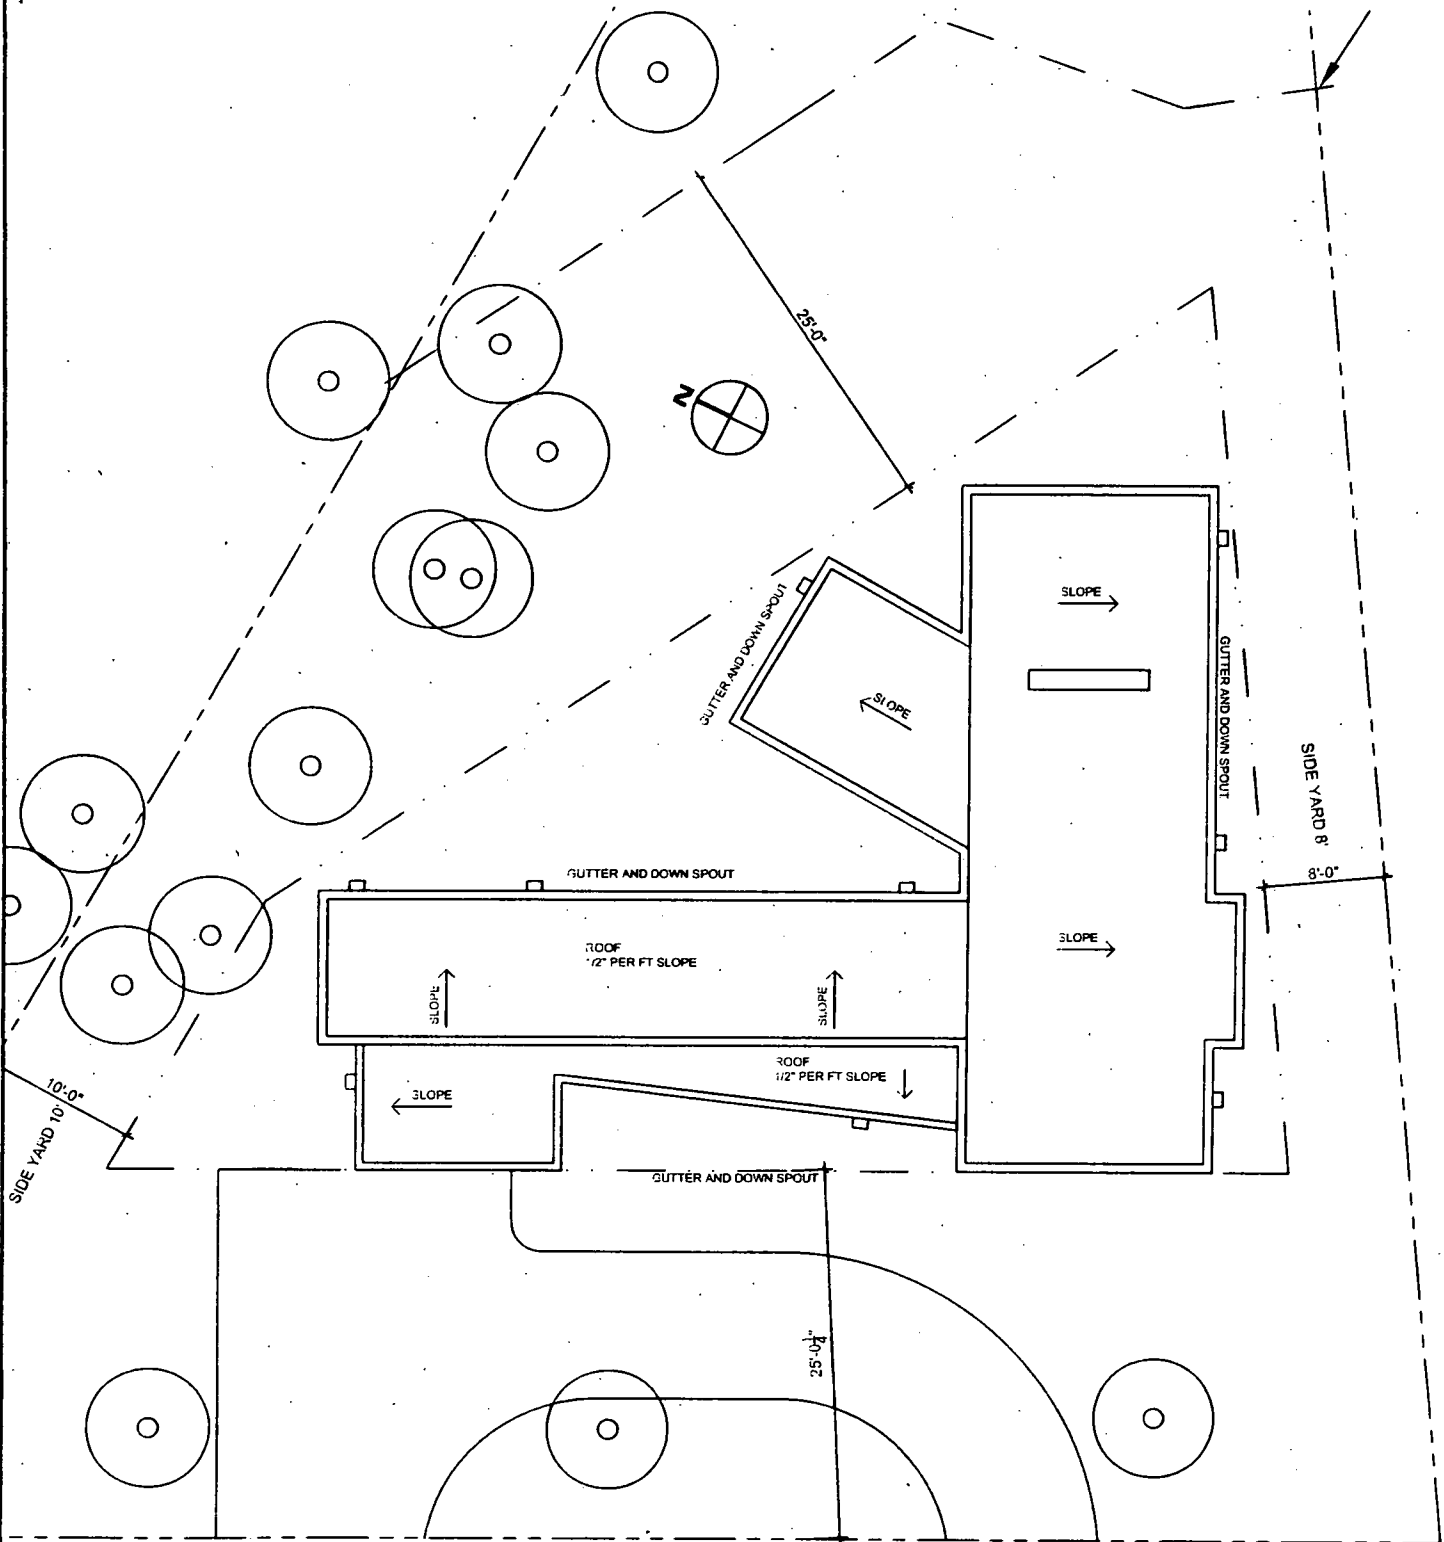 25'-0"
N
SLOPE
GUTTER AND DOWN SPOUT
GUTTER AND DOWN SPOUT
SLOPE
SIDE YARD 8'
8'-0"
GUTTER AND DOWN SPOUT
SLOPE
ROOF
1/2" PER FT SLOPE
SLOPE
SLOPE
ROOF
1/2" PER FT SLOPE
SLOPE
10'-0"
SIDE YARD 10'
GUTTER AND DOWN SPOUT
25'-0 1/4"